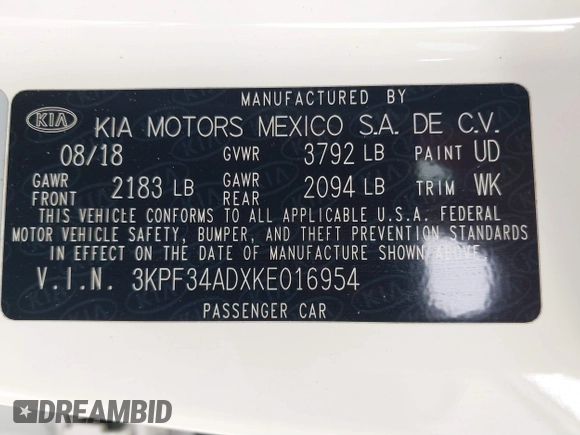 MANUFACTURED BY
KIA KIA MOTORS MEXICO S.A. DE C.V.
08/18 GVWR 3792 LB PAINT UD
GAWR FRONT 2183 LB GAWR REAR 2094 LB TRIM WK
THIS VEHICLE CONFORMS TO ALL APPLICABLE U.S.A. FEDERAL
MOTOR VEHICLE SAFETY, BUMPER, AND THEFT PREVENTION STANDARDS
IN EFFECT ON THE DATE OF MANUFACTURE SHOWN ABOVE.
V.I.N. 3KPF34ADXKE016954
PASSENGER CAR
DREAMBID